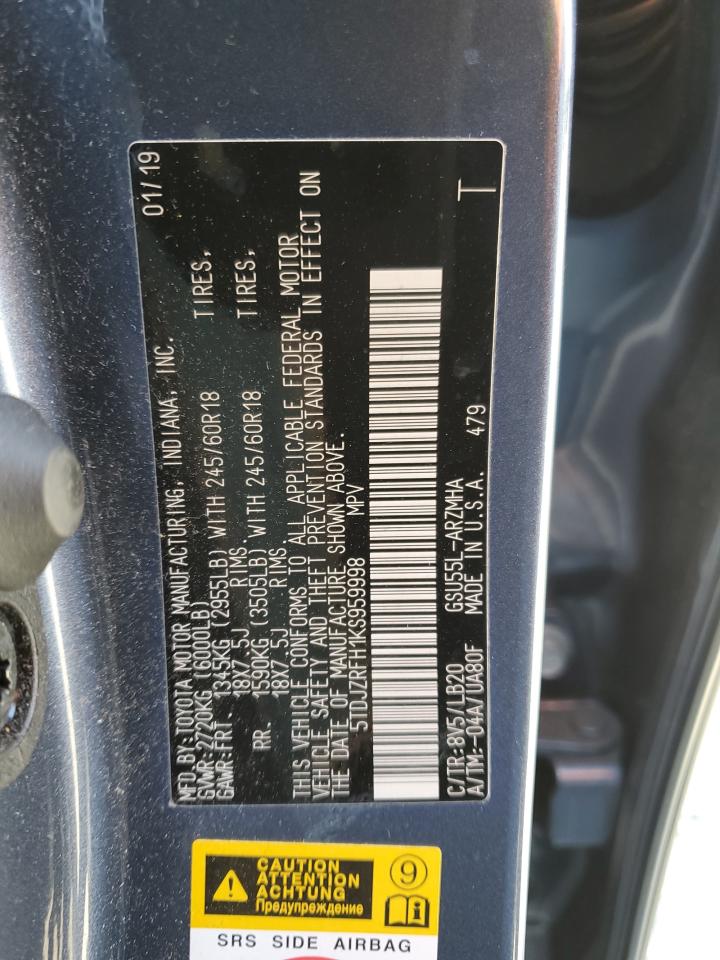 MFD.BY:TOYOTA MOTOR MANUFACTURING, INDIANA, INC. 01/19
GVWR:2720KG (6000LB)
GAWR:FRT. 1345KG (2955LB) WITH 245/60R18 TIRES,
18X7.5J RIMS
RR. 1590KG (3505LB) WITH 245/60R18 TIRES,
18X7.5J RIMS
THIS VEHICLE CONFORMS TO ALL APPLICABLE FEDERAL MOTOR
VEHICLE SAFETY AND THEFT PREVENTION STANDARDS IN EFFECT ON
THE DATE OF MANUFACTURE SHOWN ABOVE.
5TDJZRFH1KS959998 MPV
C/TR:8V5/LB20 GSU55L-ARZMHA T
A/TM:-04A/UA80F MADE IN U.S.A. 479
CAUTION
ATTENTION
ACHTUNG
Предупреждение
9
i
SRS SIDE AIRBAG